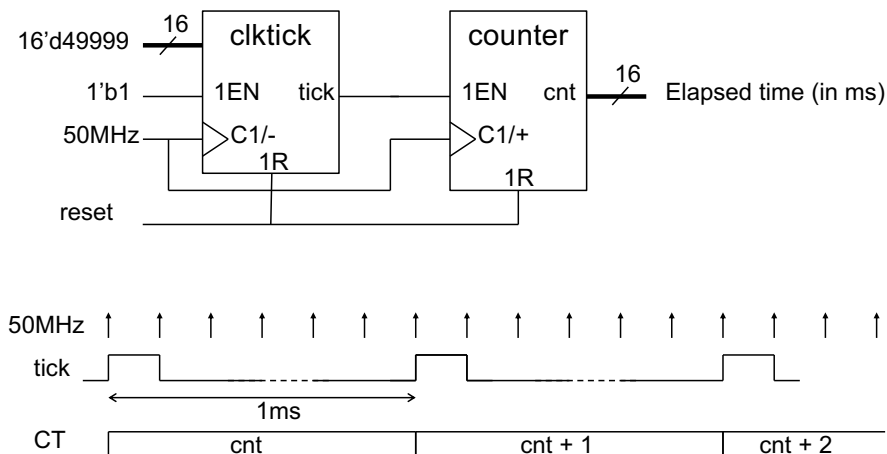 16'd49999
16
clktick
counter
16
1'b1
1EN
tick
1EN
cnt
Elapsed time (in ms)
50MHz
C1/-
C1/+
1R
1R
reset
50MHz
tick
1ms
CT
cnt
cnt + 1
cnt + 2